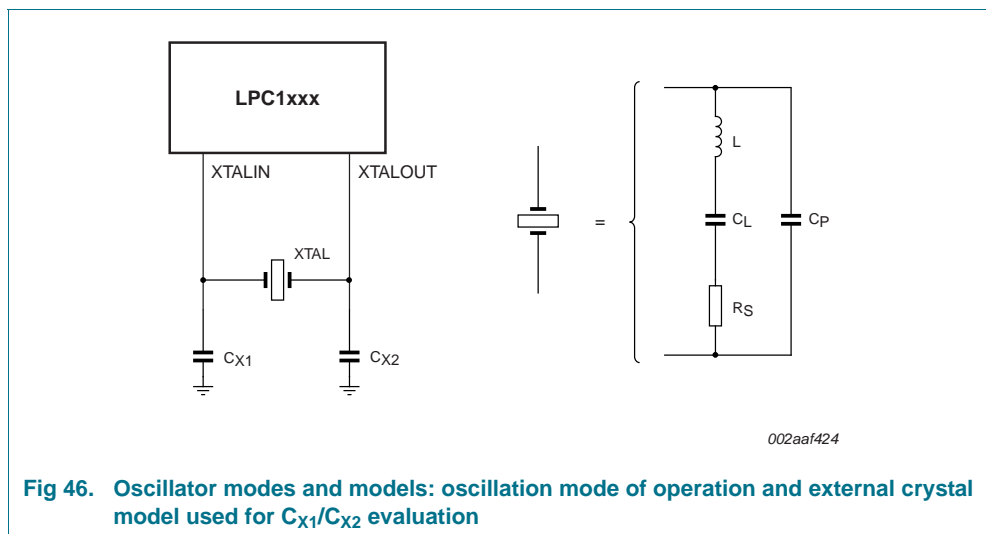 LPC1xxx
XTALIN
XTALOUT
XTAL
CX1
CX2
=
L
CL
CP
RS
002aaf424
Fig 46. Oscillator modes and models: oscillation mode of operation and external crystal
model used for CX1/CX2 evaluation